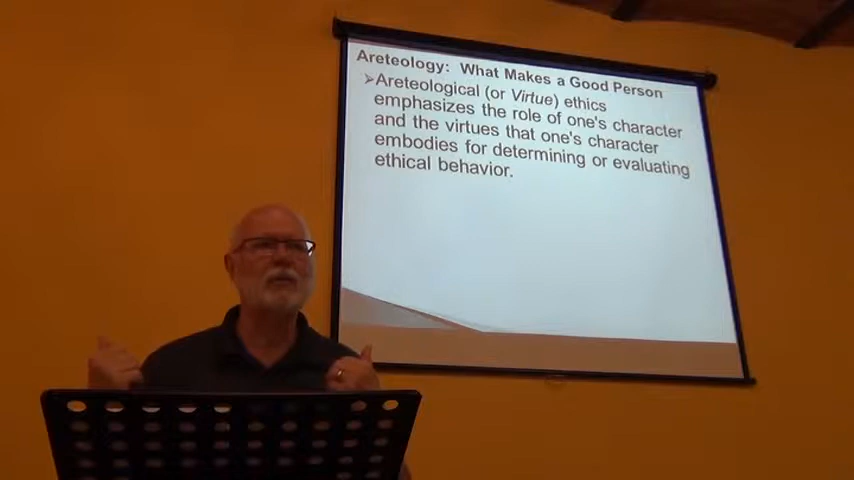 Areteology: What Makes a Good Person
➢Areteological (or Virtue) ethics
emphasizes the role of one's character
and the virtues that one's character
embodies for determining or evaluating
ethical behavior.